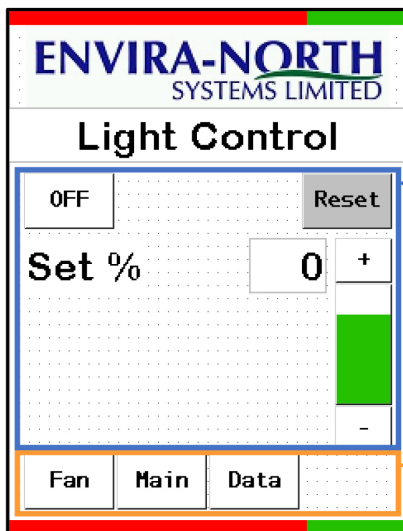 ENVIRA-NORTH
SYSTEMS LIMITED
Light Control
OFF Reset
Set % 0 +
-
Fan Main Data